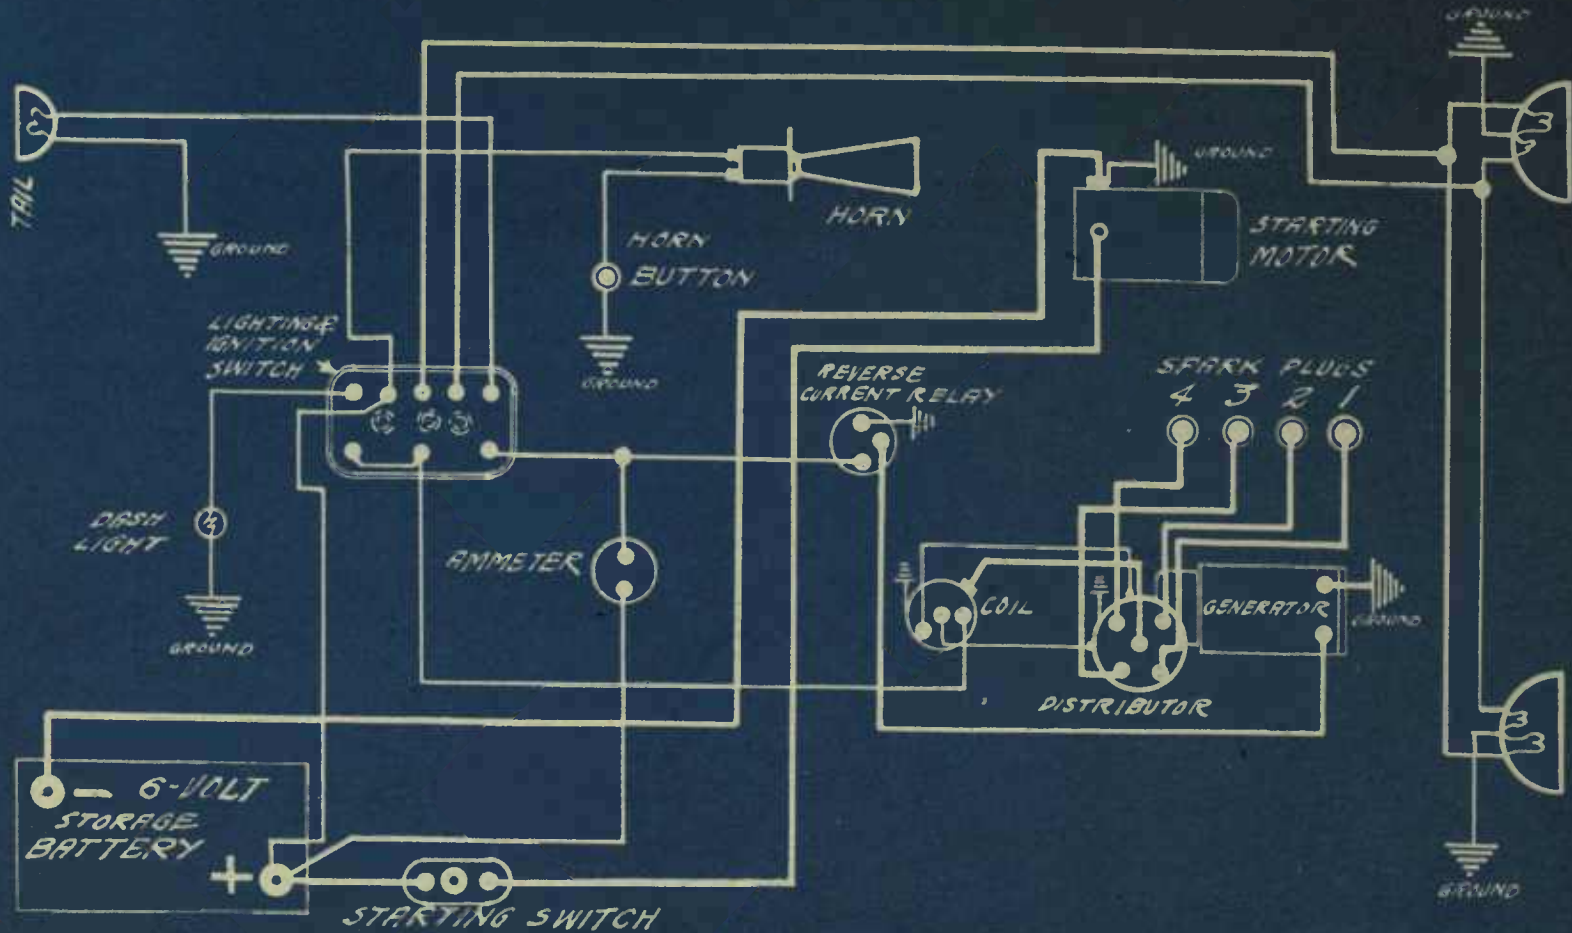 GROUND
TAIL
GROUND
HORN
HORN
BUTTON
GROUND
GROUND
STARTING
MOTOR
LIGHTING &
IGNITION
SWITCH
REVERSE
CURRENT RELAY
SPARK PLUGS
4 3 2 1
DASH
LIGHT
GROUND
AMMETER
COIL
GENERATOR
GROUND
DISTRIBUTOR
— 6-VOLT
STORAGE
BATTERY
+
STARTING SWITCH
GROUND